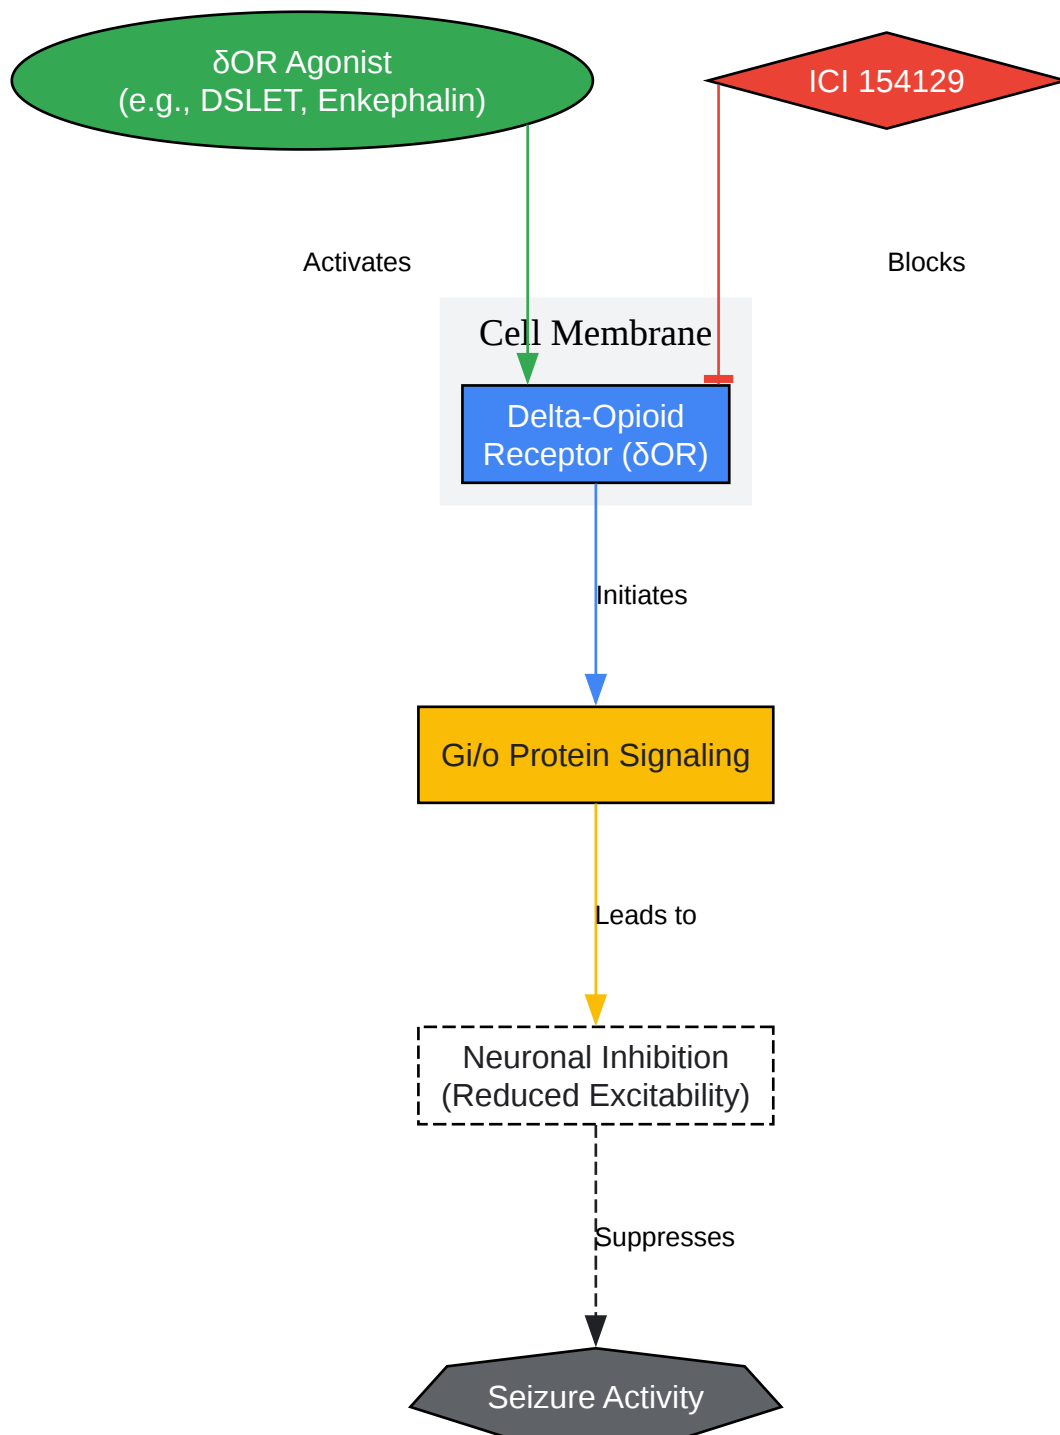 δOR Agonist
(e.g., DSLET, Enkephalin)
ICI 154129
Activates
Blocks
Cell Membrane
Delta-Opioid
Receptor (δOR)
Initiates
Gi/o Protein Signaling
Leads to
Neuronal Inhibition
(Reduced Excitability)
Suppresses
Seizure Activity